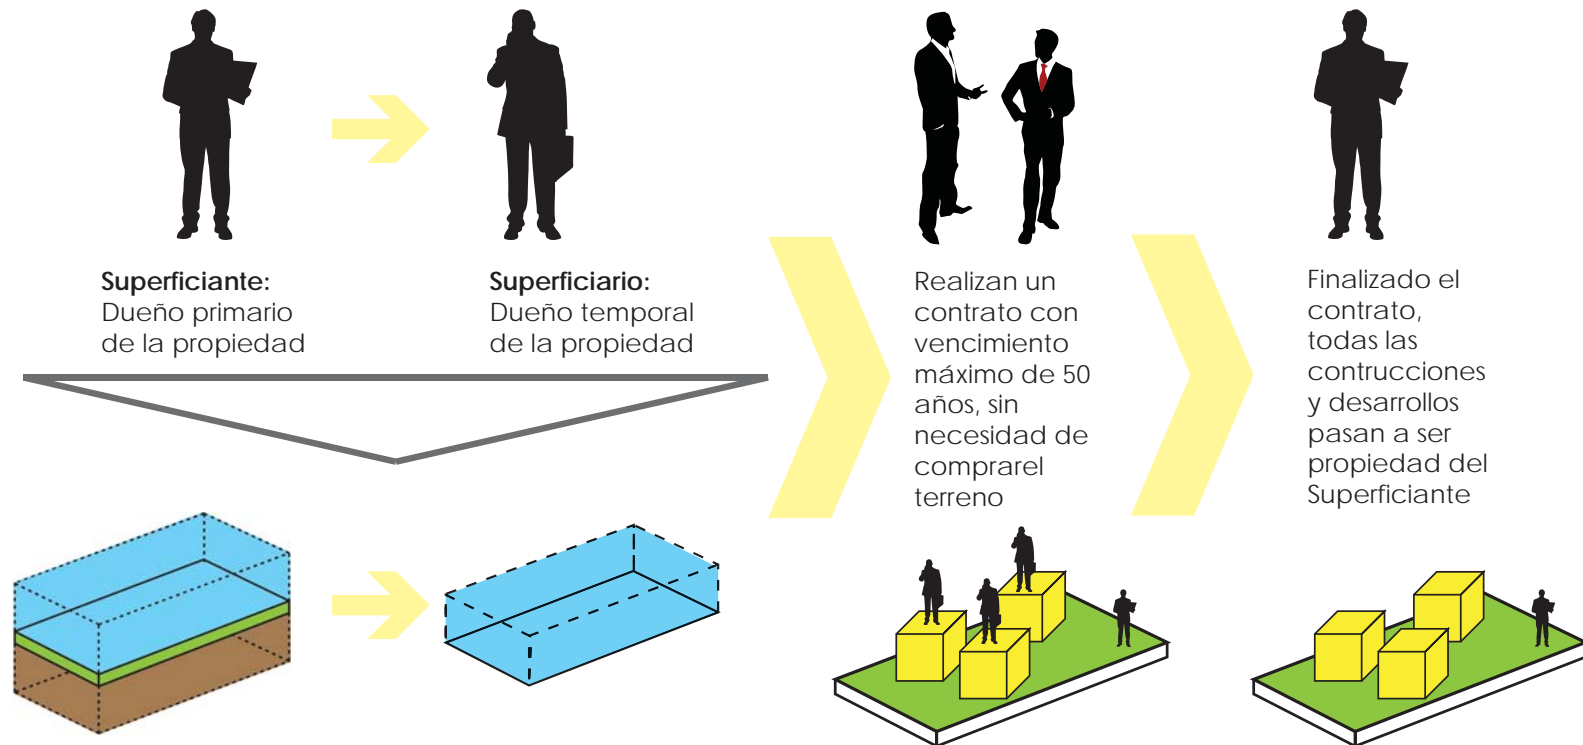 Superficiante:
Dueño primario
de la propiedad
Superficiario:
Dueño temporal
de la propiedad
Realizan un
contrato con
vencimiento
máximo de 50
años, sin
necesidad de
comprarel
terreno
Finalizado el
contrato,
todas las
contrucciones
y desarrollos
pasan a ser
propiedad del
Superficiante